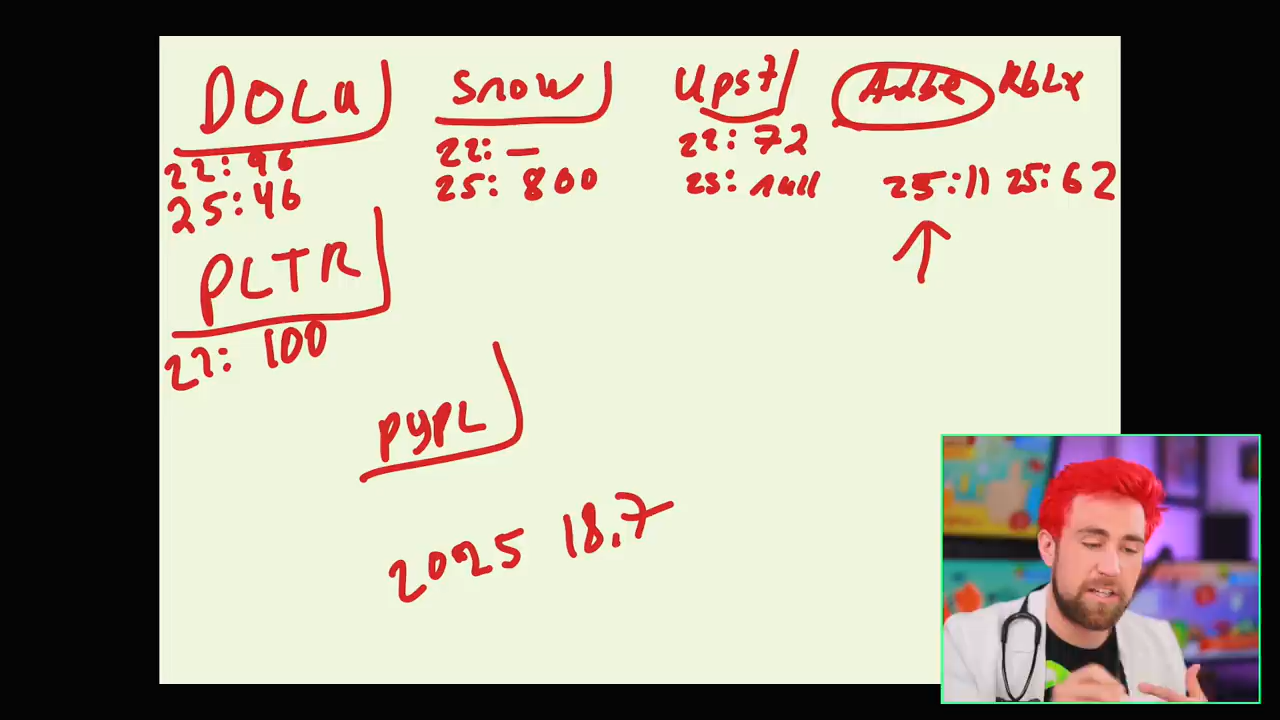 DOCU
22: 96
25: 46
Snow
22: —
25: 800
Upst
22: 72
25: null
Adbe
25: 11
RbLx
25: 62
PLTR
22: 100
PYPL
2025 18.7